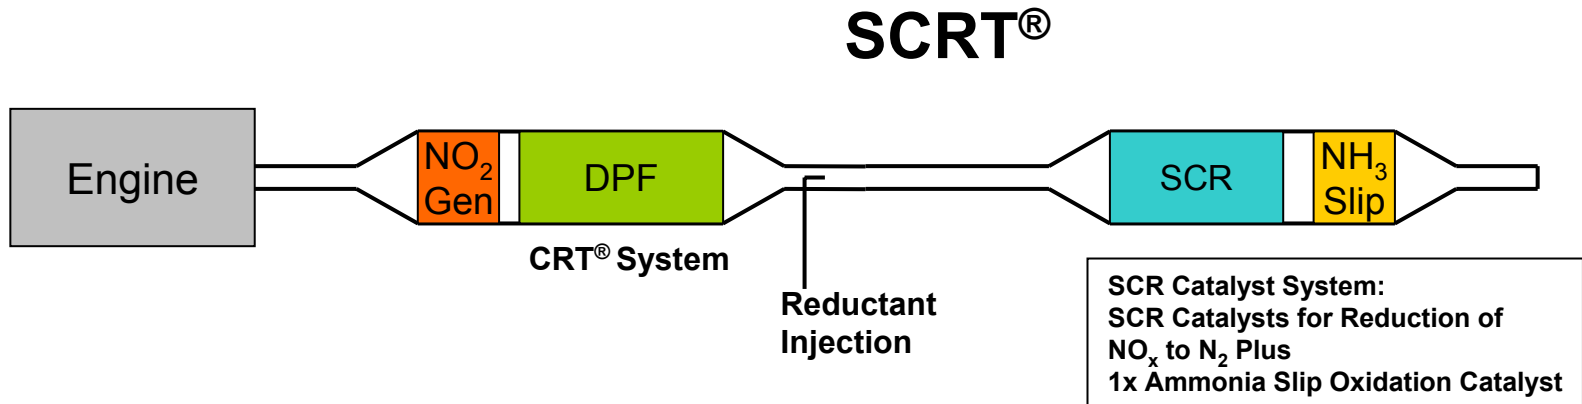 SCRT®
Engine
NO₂
Gen
DPF
CRT® System
Reductant
Injection
SCR
NH₃
Slip
SCR Catalyst System:
SCR Catalysts for Reduction of
NOₓ to N₂ Plus
1x Ammonia Slip Oxidation Catalyst